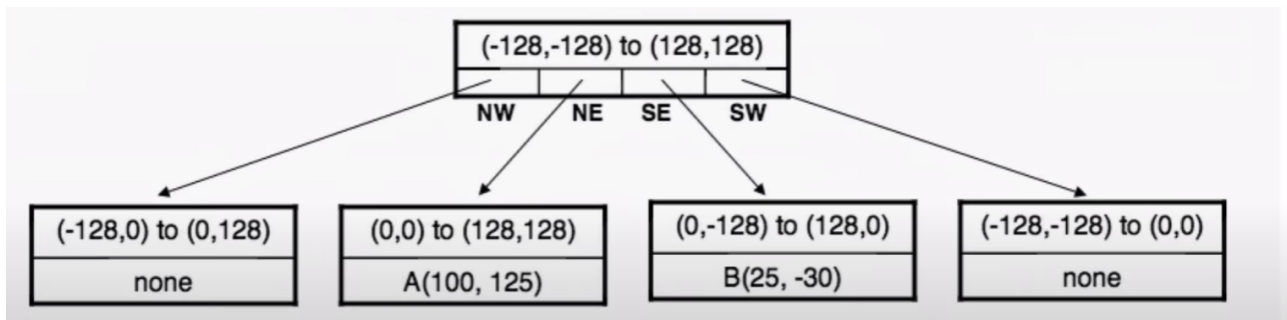 (-128,-128) to (128,128)
NW NE SE SW
(-128,0) to (0,128)
none
(0,0) to (128,128)
A(100, 125)
(0,-128) to (128,0)
B(25, -30)
(-128,-128) to (0,0)
none